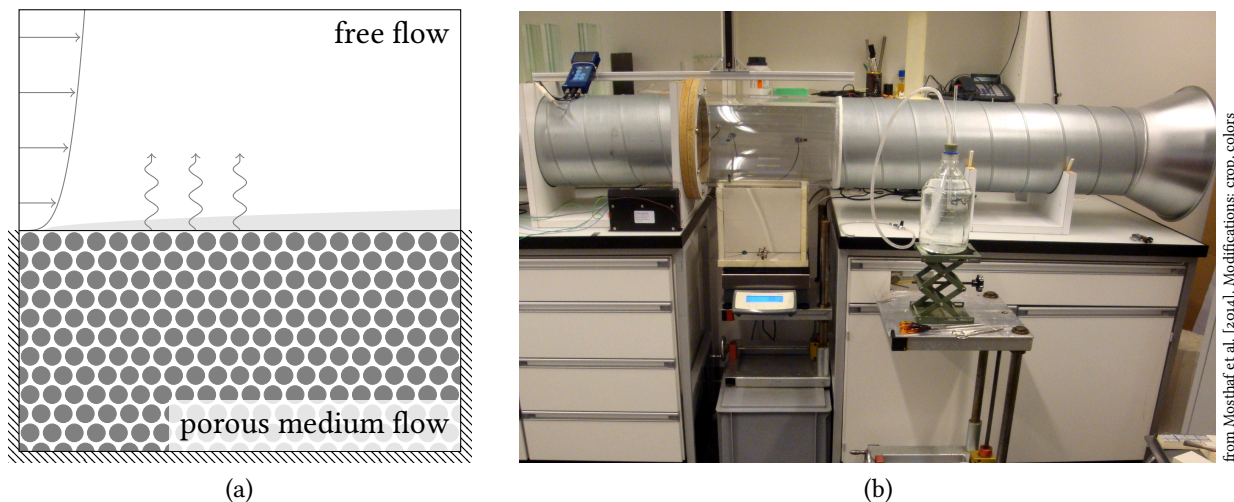 free flow
porous medium flow
(a)
(b)
from Mosthaf et al. [2014]. Modifications: crop, colors